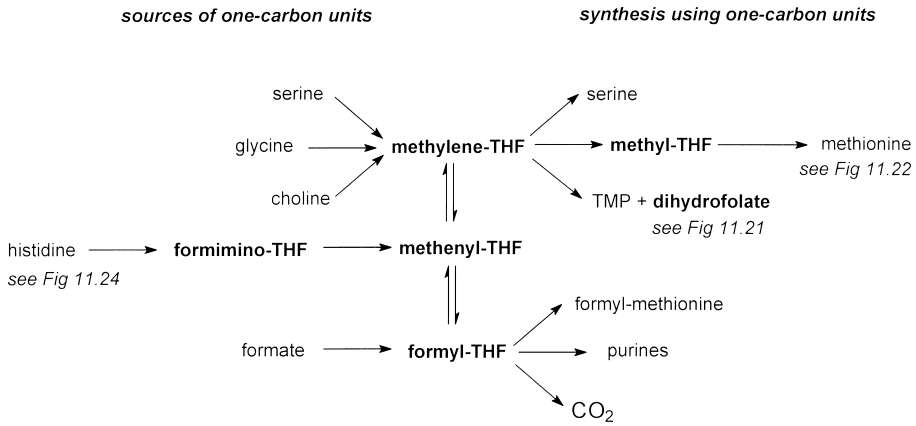 sources of one-carbon units
synthesis using one-carbon units
serine
serine
glycine
methylene-THF
methyl-THF
methionine
see Fig 11.22
choline
TMP + dihydrofolate
see Fig 11.21
histidine
formimino-THF
methenyl-THF
see Fig 11.24
formyl-methionine
formate
formyl-THF
purines
CO2